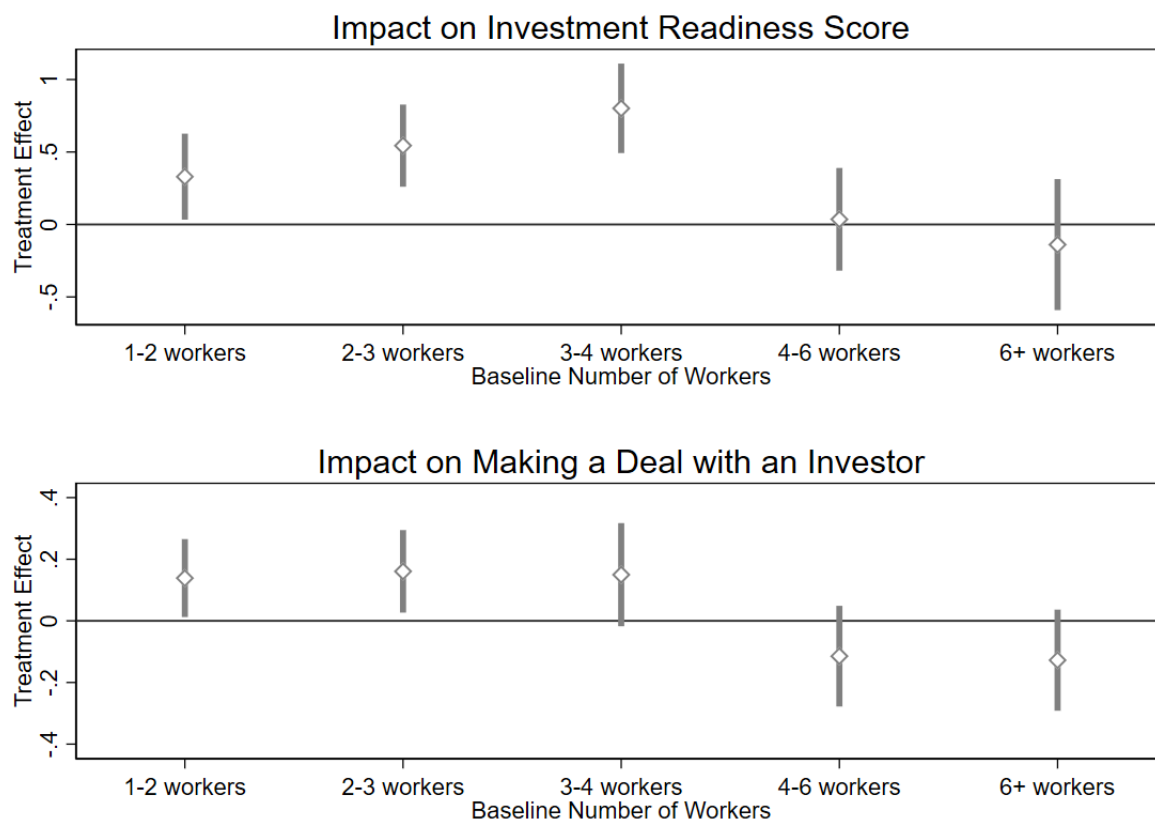 Impact on Investment Readiness Score
Treatment Effect
1
.5
0
-.5
1-2 workers 2-3 workers 3-4 workers 4-6 workers 6+ workers
Baseline Number of Workers
Impact on Making a Deal with an Investor
Treatment Effect
.4
.2
0
-.2
-.4
1-2 workers 2-3 workers 3-4 workers 4-6 workers 6+ workers
Baseline Number of Workers